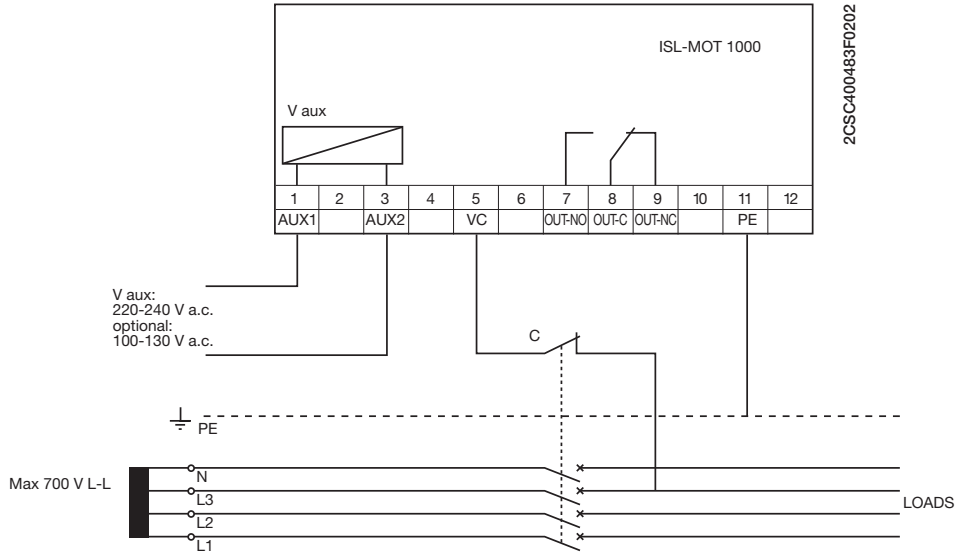 ISL-MOT 1000
2CSC400483F0202
V aux
1 2 3 4 5 6 7 8 9 10 11 12
AUX1 AUX2 VC OUT-NO OUT-C OUT-NC PE
V aux:
220-240 V a.c.
optional:
100-130 V a.c.
C
PE
Max 700 V L-L
N
L3
L2
L1
LOADS